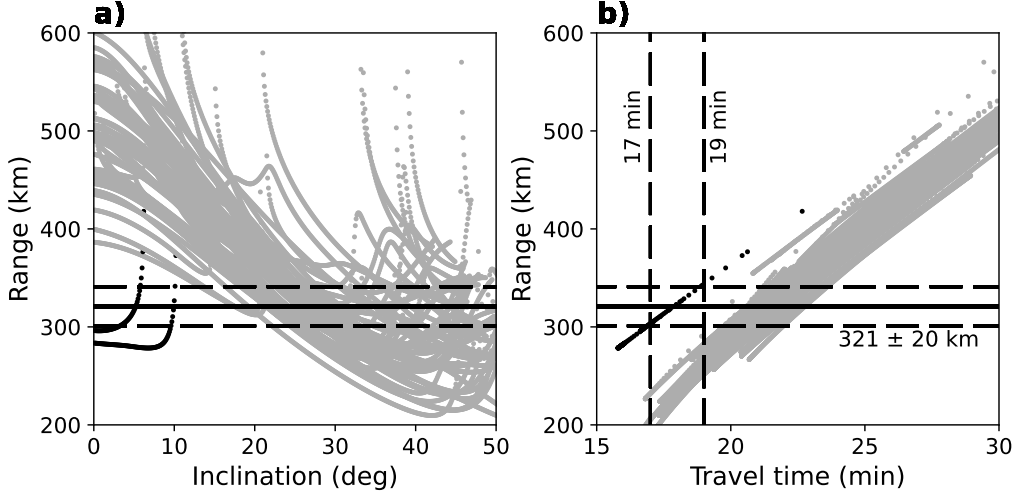 a)
600
500
400
300
200
Range (km)
0
10
20
30
40
50
Inclination (deg)
b)
600
500
400
300
200
Range (km)
17 min
19 min
321 ± 20 km
15
20
25
30
Travel time (min)